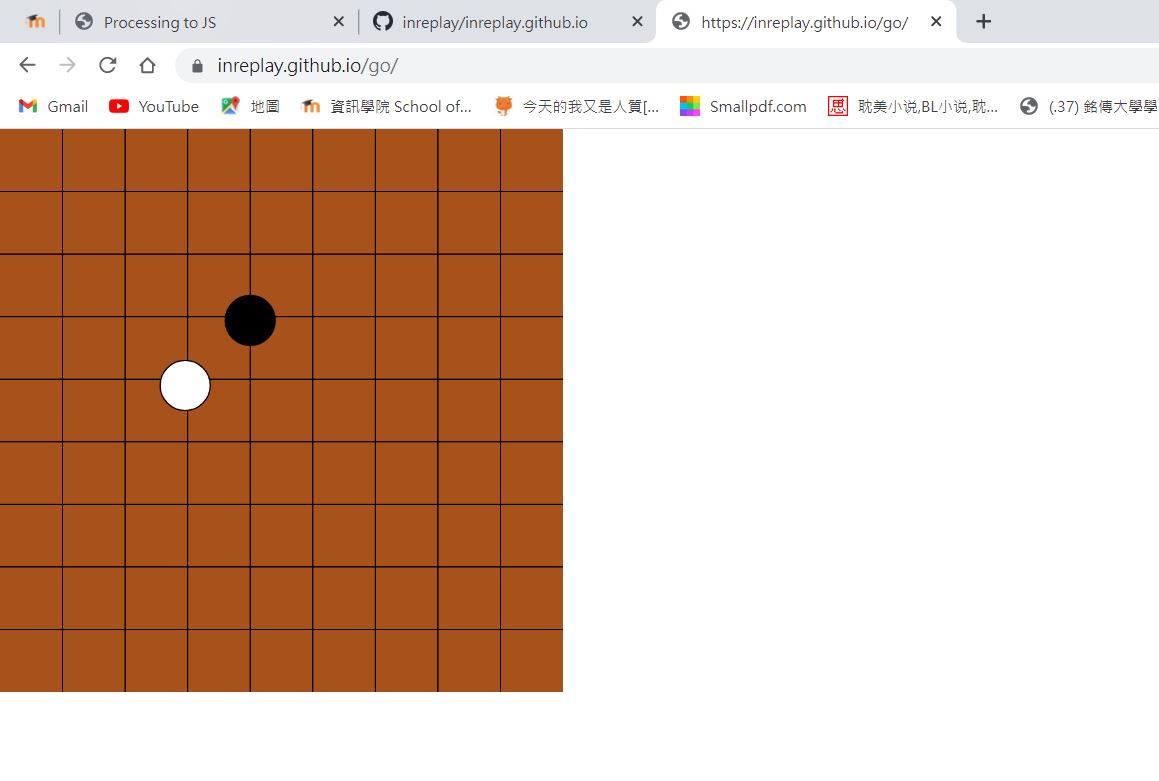 Processing to JS
inreplay/inreplay.github.io
https://inreplay.github.io/go/
inreplay.github.io/go/
Gmail YouTube 地圖 資訊學院 School of... 今天的我又是人質[... Smallpdf.com 耽美小说,BL小说,耽... (.37) 銘傳大學學